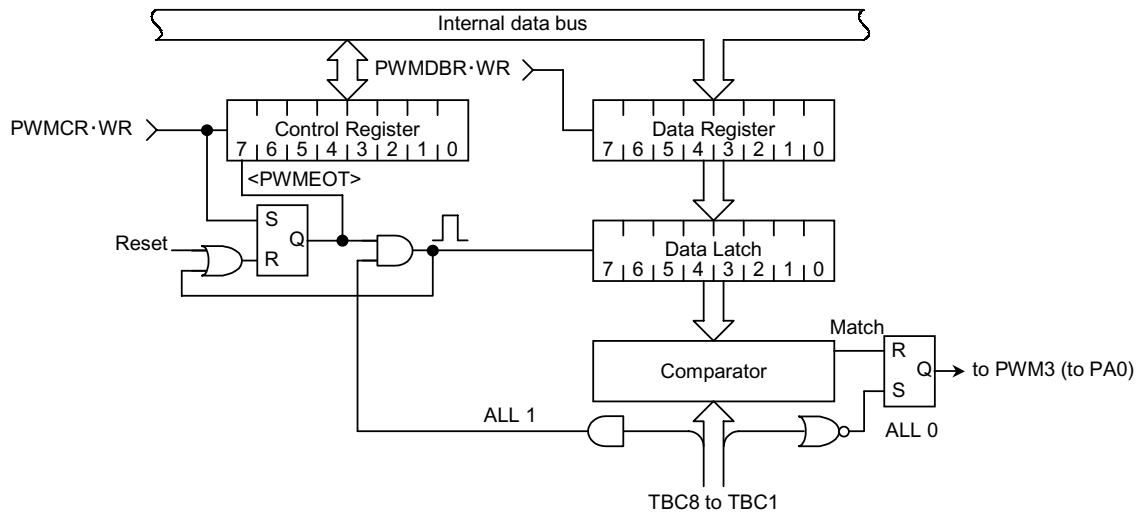 Internal data bus
PWMDBR·WR
PWMCR·WR
Control Register
7 6 5 4 3 2 1 0
Data Register
7 6 5 4 3 2 1 0
<PWMEOT>
S
Q
R
Reset
Data Latch
7 6 5 4 3 2 1 0
Match
Comparator
R
Q
S
to PWM3 (to PA0)
ALL 1
ALL 0
TBC8 to TBC1